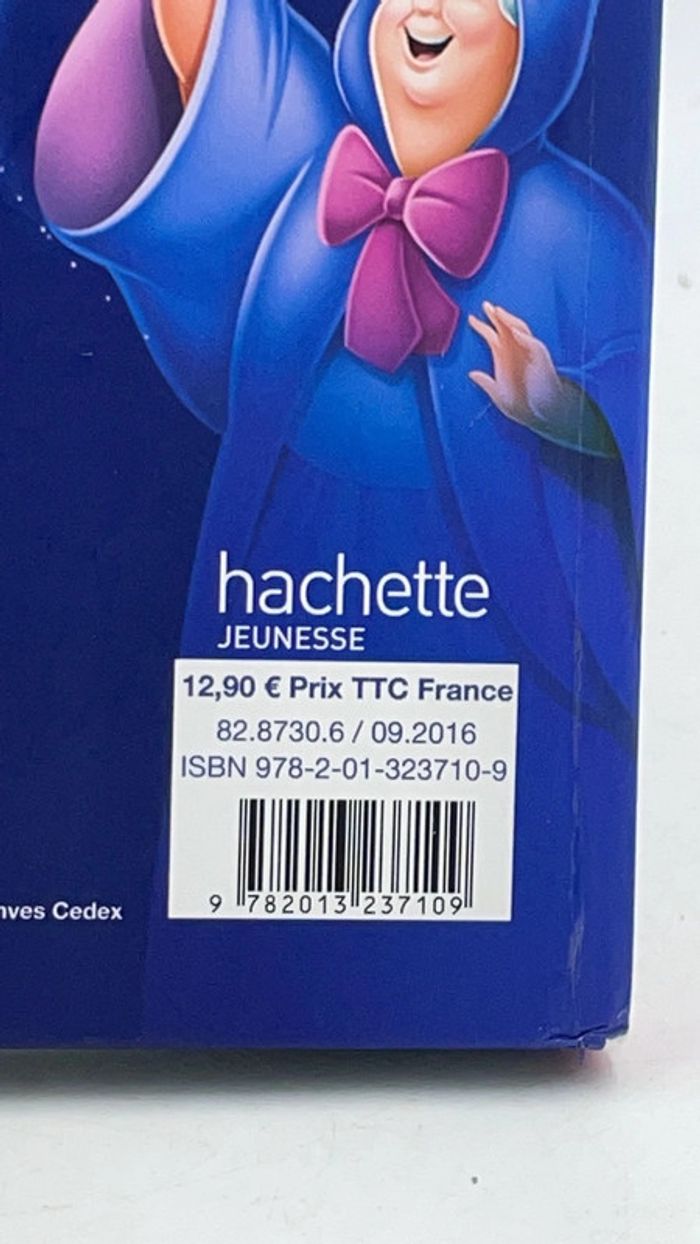 hachette
JEUNESSE
12,90 € Prix TTC France
82.8730.6 / 09.2016
ISBN 978-2-01-323710-9
9 782013 237109
Cedex